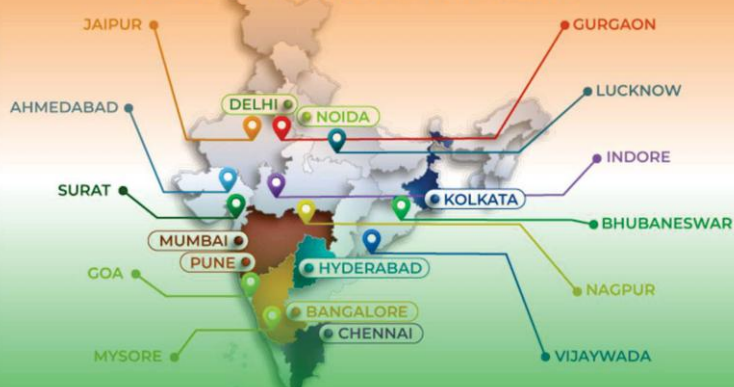 JAIPUR
GURGAON
AHMEDABAD
DELHI
NOIDA
LUCKNOW
INDORE
SURAT
KOLKATA
BHUBANESWAR
MUMBAI
PUNE
GOA
HYDERABAD
NAGPUR
BANGALORE
CHENNAI
MYSORE
VIJAYWADA